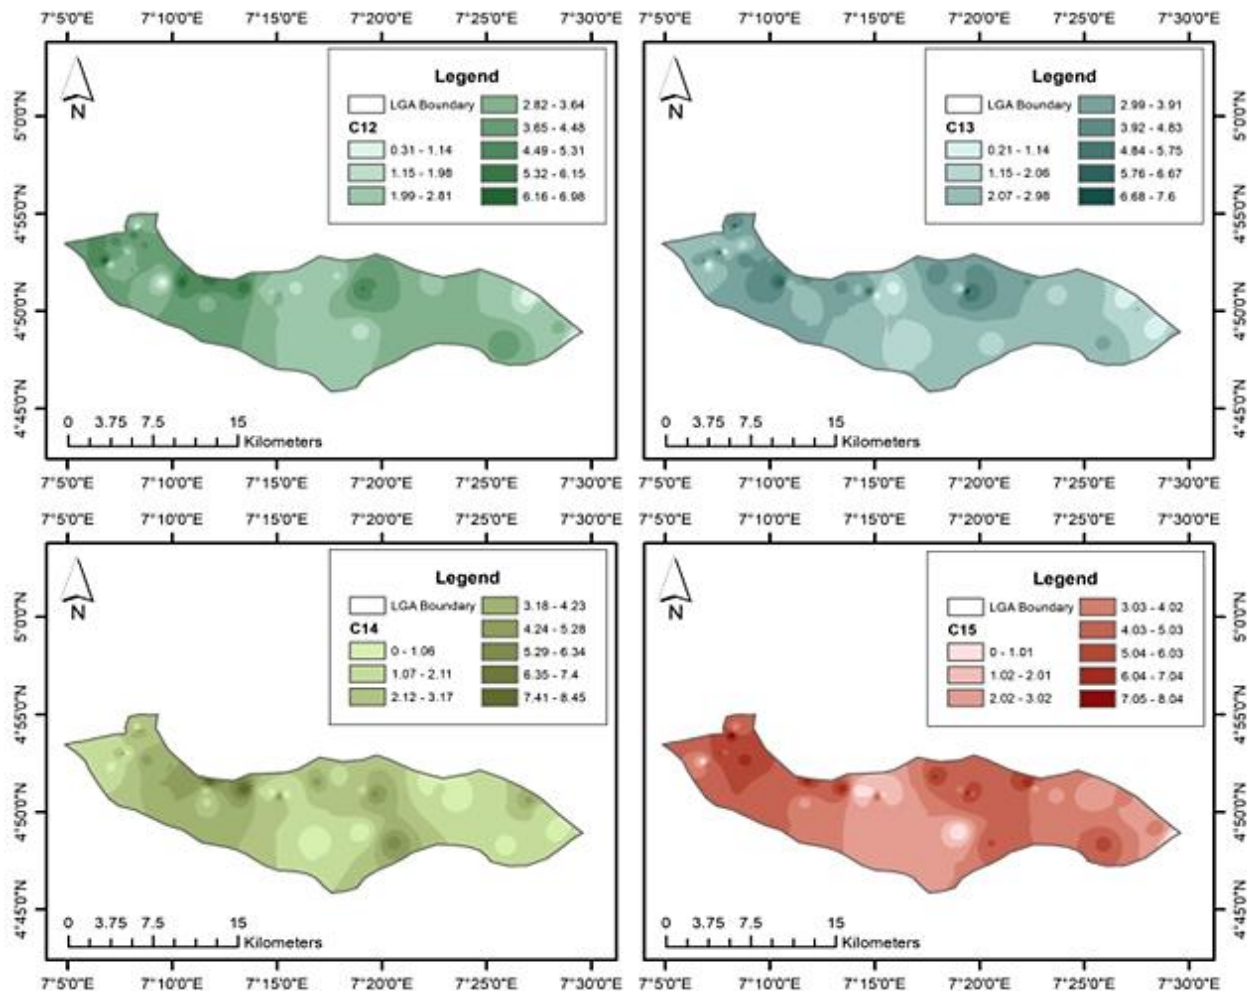 7°5'0"E 7°10'0"E 7°15'0"E 7°20'0"E 7°25'0"E 7°30'0"E
7°5'0"E 7°10'0"E 7°15'0"E 7°20'0"E 7°25'0"E 7°30'0"E
5°0'0"N
4°55'0"N
4°50'0"N
4°45'0"N
N
Legend
LGA Boundary
C12
0.31 - 1.14
1.15 - 1.98
1.99 - 2.81
2.82 - 3.64
3.65 - 4.48
4.49 - 5.31
5.32 - 6.15
6.16 - 6.98
0 3.75 7.5 15
Kilometers
N
Legend
LGA Boundary
C13
0.21 - 1.14
1.15 - 2.06
2.07 - 2.98
2.99 - 3.91
3.92 - 4.83
4.84 - 5.75
5.76 - 6.67
6.68 - 7.6
0 3.75 7.5 15
Kilometers
5°0'0"N
4°55'0"N
4°50'0"N
4°45'0"N
7°5'0"E 7°10'0"E 7°15'0"E 7°20'0"E 7°25'0"E 7°30'0"E
7°5'0"E 7°10'0"E 7°15'0"E 7°20'0"E 7°25'0"E 7°30'0"E
7°5'0"E 7°10'0"E 7°15'0"E 7°20'0"E 7°25'0"E 7°30'0"E
7°5'0"E 7°10'0"E 7°15'0"E 7°20'0"E 7°25'0"E 7°30'0"E
5°0'0"N
4°55'0"N
4°50'0"N
4°45'0"N
N
Legend
LGA Boundary
C14
0 - 1.06
1.07 - 2.11
2.12 - 3.17
3.18 - 4.23
4.24 - 5.28
5.29 - 6.34
6.35 - 7.4
7.41 - 8.45
0 3.75 7.5 15
Kilometers
N
Legend
LGA Boundary
C15
0 - 1.01
1.02 - 2.01
2.02 - 3.02
3.03 - 4.02
4.03 - 5.03
5.04 - 6.03
6.04 - 7.04
7.05 - 8.04
0 3.75 7.5 15
Kilometers
5°0'0"N
4°55'0"N
4°50'0"N
4°45'0"N
7°5'0"E 7°10'0"E 7°15'0"E 7°20'0"E 7°25'0"E 7°30'0"E
7°5'0"E 7°10'0"E 7°15'0"E 7°20'0"E 7°25'0"E 7°30'0"E